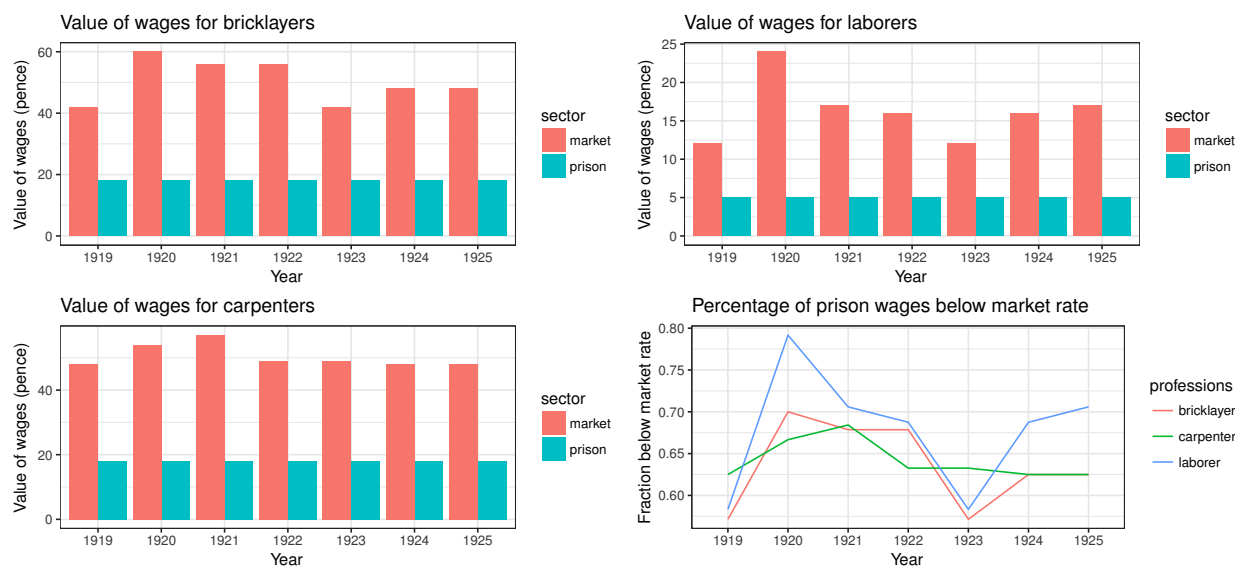 Value of wages for bricklayers
Value of wages (pence)
60
40
20
0
1919 1920 1921 1922 1923 1924 1925
Year
sector
market
prison
Value of wages for laborers
Value of wages (pence)
25
20
15
10
5
0
1919 1920 1921 1922 1923 1924 1925
Year
sector
market
prison
Value of wages for carpenters
Value of wages (pence)
40
20
0
1919 1920 1921 1922 1923 1924 1925
Year
sector
market
prison
Percentage of prison wages below market rate
Fraction below market rate
0.80
0.75
0.70
0.65
0.60
1919 1920 1921 1922 1923 1924 1925
Year
professions
bricklayer
carpenter
laborer